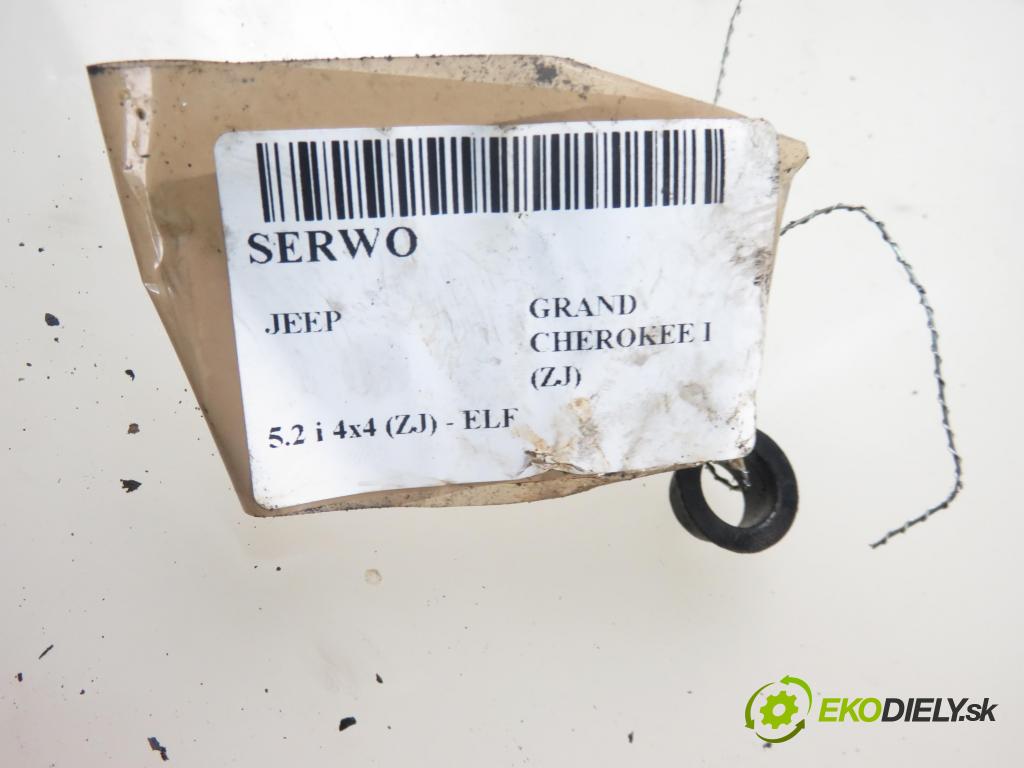 SERWO
JEEP
GRAND
CHEROKEE I
(ZJ)
5.2 i 4x4 (ZJ) - ELF
EKODIELY.sk